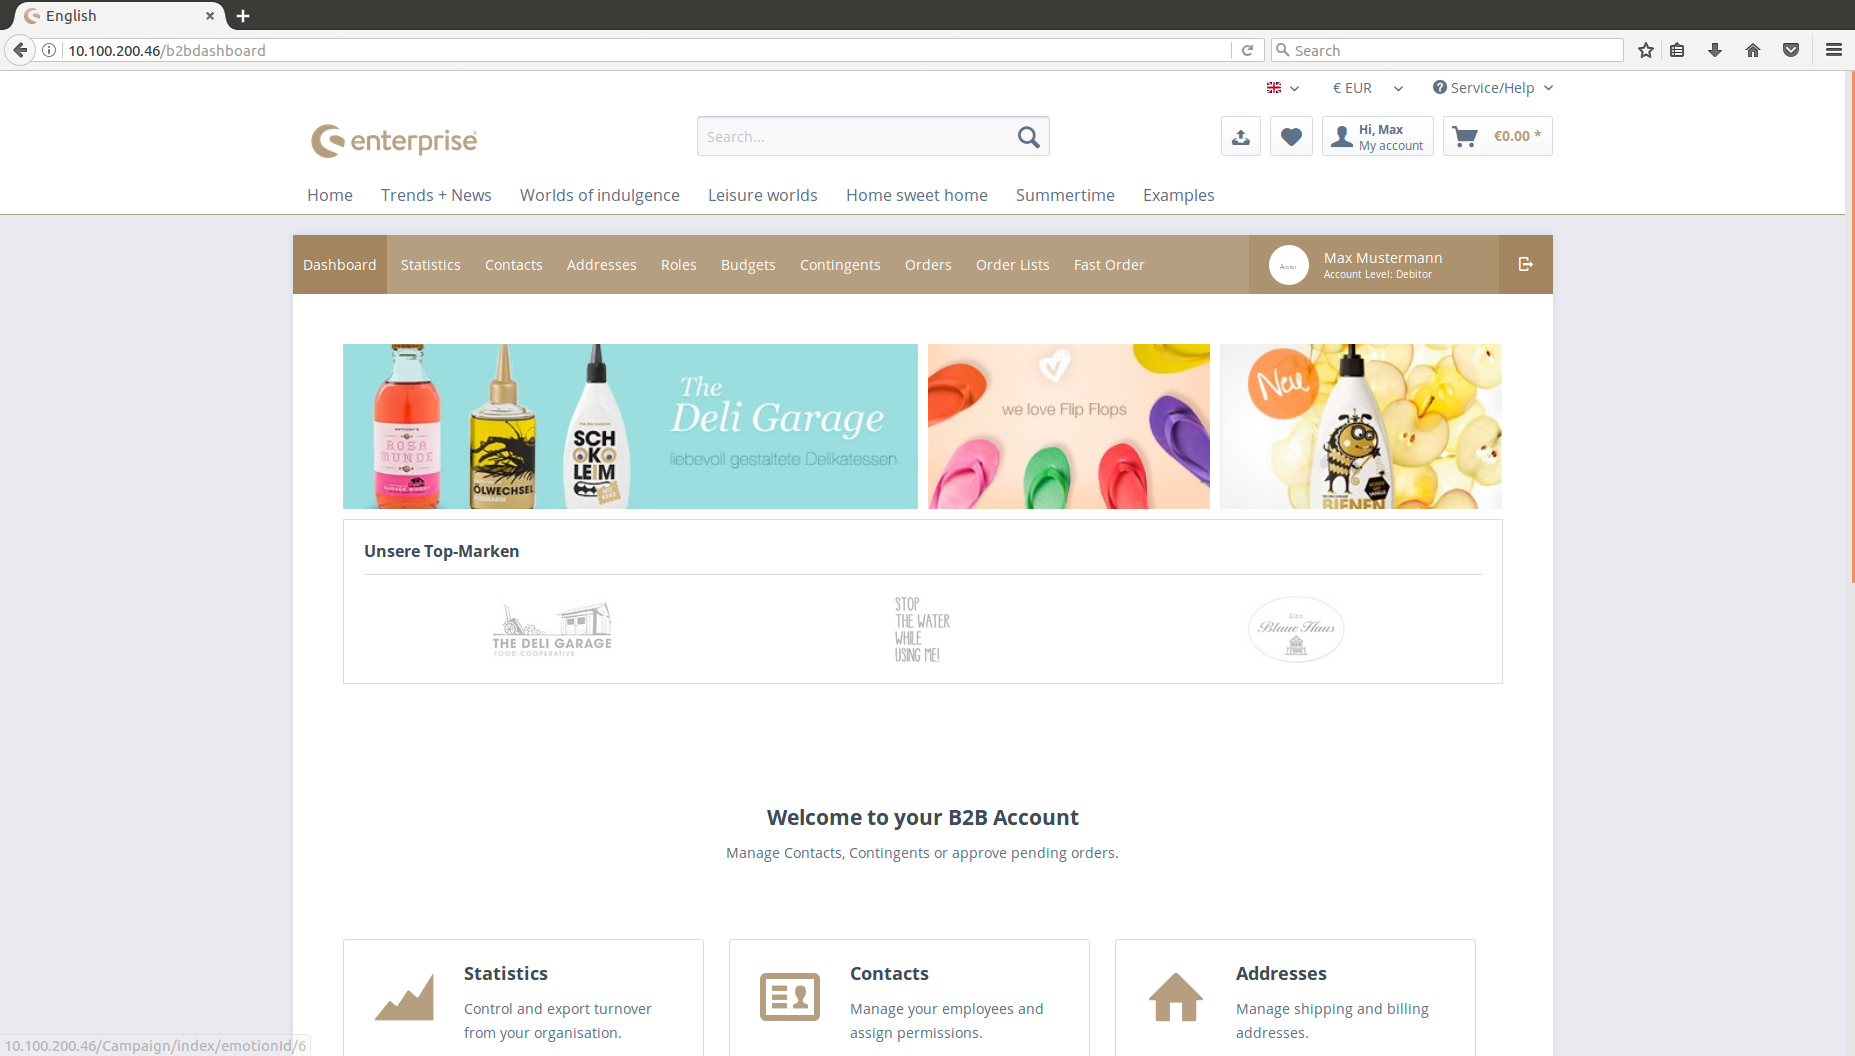 English
10.100.200.46/b2bdashboard
Search
€ EUR
Service/Help
enterprise
Search...
Hi, Max
My account
€0.00 *
Home
Trends + News
Worlds of indulgence
Leisure worlds
Home sweet home
Summertime
Examples
Dashboard
Statistics
Contacts
Addresses
Roles
Budgets
Contingents
Orders
Order Lists
Fast Order
Max Mustermann
Account Level: Debitor
ROSA
MUNDE
GARAGE WINERY
ÖLWECHSEL
SCH
OKO
LEIM
The
Deli Garage
liebevoll gestaltete Delikatessen
we love Flip Flops
Neu
BIENEN
Unsere Top-Marken
THE DELI GARAGE
FOOD COOPERATIVE
STOP
THE WATER
WHILE
USING ME!
Das
Blaue Haus
Welcome to your B2B Account
Manage Contacts, Contingents or approve pending orders.
Statistics
Control and export turnover
from your organisation.
Contacts
Manage your employees and
assign permissions.
Addresses
Manage shipping and billing
addresses.
10.100.200.46/Campaign/index/emotionId/6